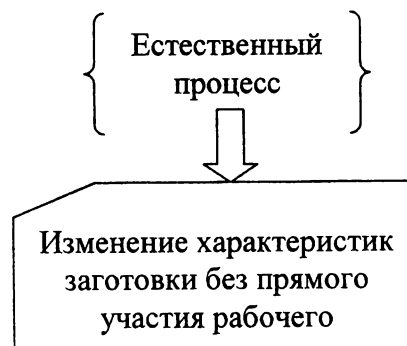 Естественный
процесс
Изменение характеристик
заготовки без прямого
участия рабочего